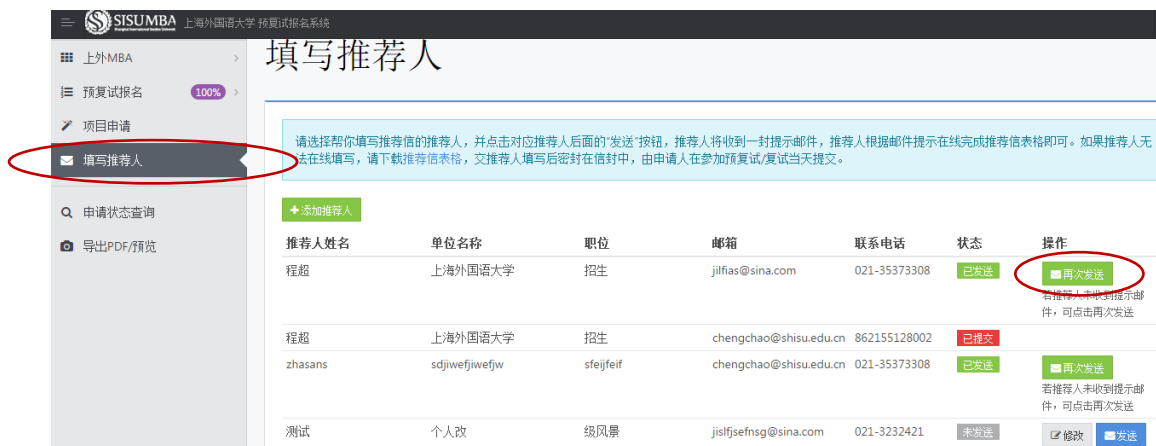 SISUMBA 上海外国语大学 预复试报名系统
上外MBA
预复试报名 100%
项目申请
填写推荐人
申请状态查询
导出PDF/预览
填写推荐人
请选择帮你填写推荐信的推荐人，并点击对应推荐人后面的“发送”按钮，推荐人将收到一封提示邮件，推荐人根据邮件提示在线完成推荐信表格即可。如果推荐人无
法在线填写，请下载推荐信表格，交推荐人填写后密封在信封中，由申请人在参加预复试/复试当天提交。
添加推荐人
推荐人姓名 单位名称 职位 邮箱 联系电话 状态 操作
程超 上海外国语大学 招生 jilfias@sina.com 021-35373308 已发送 再次发送
若推荐人未收到提示邮
件，可点击再次发送
程超 上海外国语大学 招生 chengchao@shisu.edu.cn 862155128002 已提交
zhasans sdjiwefjiwefjw sfeijfeif chengchao@shisu.edu.cn 021-35373308 已发送 再次发送
若推荐人未收到提示邮
件，可点击再次发送
测试 个人改 级风景 jislfjsefnsg@sina.com 021-3232421 未发送 修改 发送